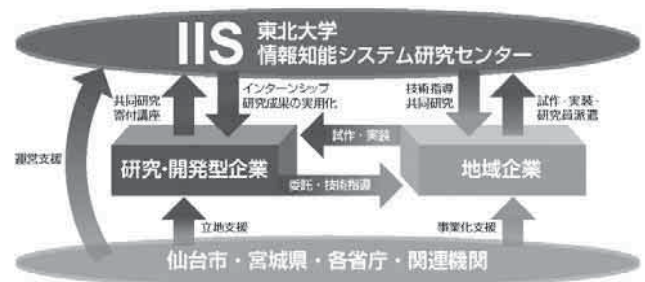 IIS
東北大学
情報知能システム研究センター
共同研究
寄付講座
インターンシップ
研究成果の実用化
技術指導
共同研究
試作・実装・
研究員派遣
運営支援
研究・開発型企業
試作・実装
委託・技術指導
地域企業
立地支援
事業化支援
仙台市・宮城県・各省庁・関連機関